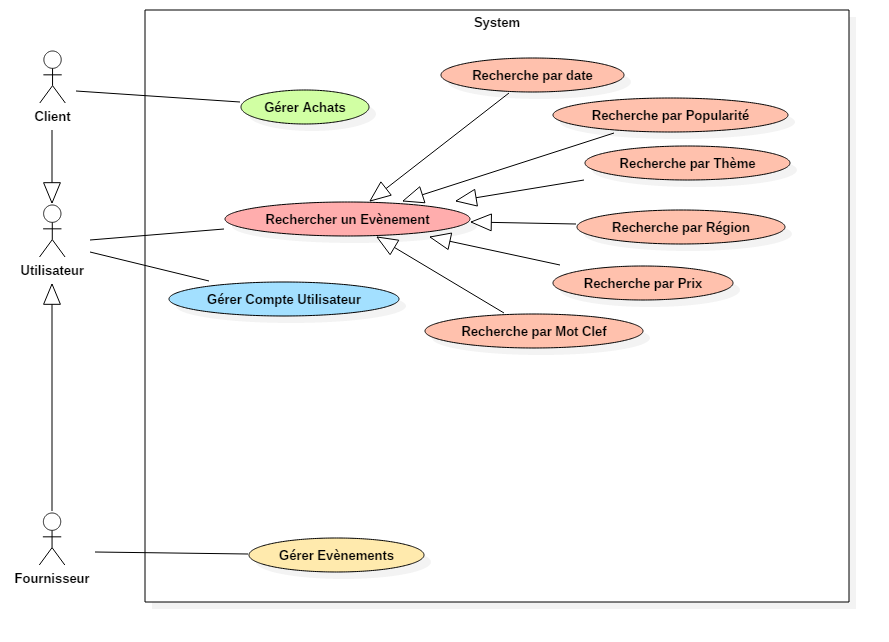 System
Recherche par date
Gérer Achats
Client
Recherche par Popularité
Recherche par Thème
Rechercher un Evènement
Recherche par Région
Utilisateur
Gérer Compte Utilisateur
Recherche par Prix
Recherche par Mot Clef
Gérer Evènements
Fournisseur